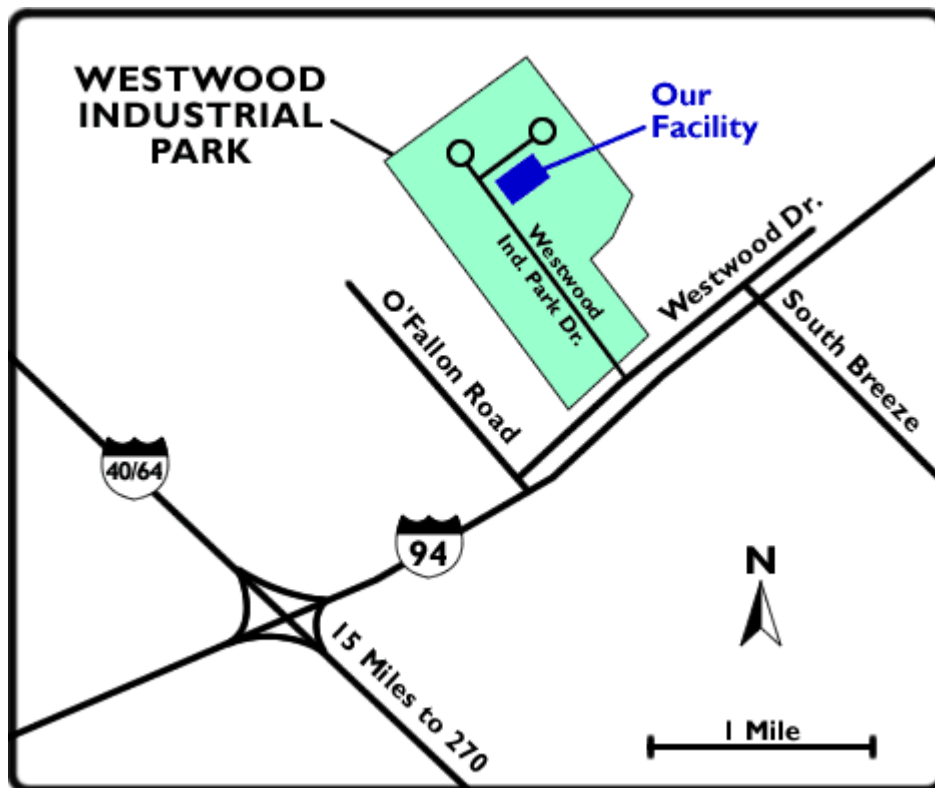 WESTWOOD
INDUSTRIAL
PARK
Our
Facility
Westwood
Ind. Park Dr.
Westwood Dr.
O'Fallon Road
South Breeze
40/64
94
N
15 Miles to 270
1 Mile